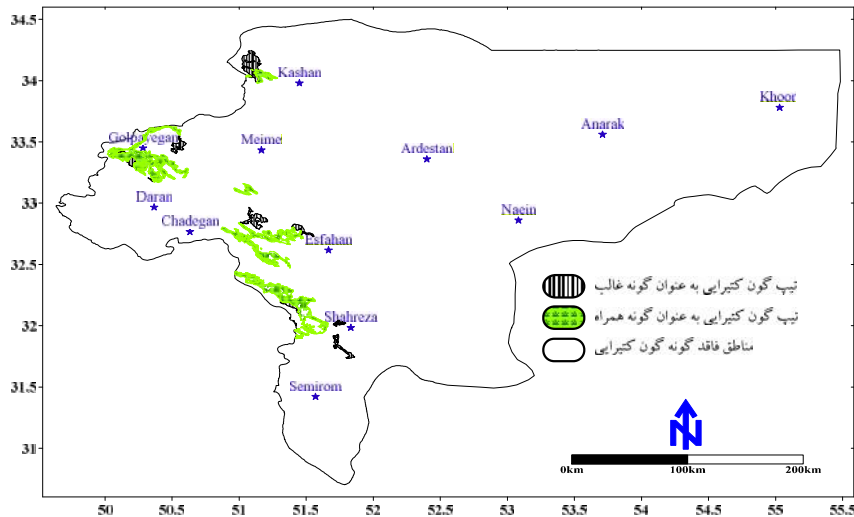 34.5
34
33.5
33
32.5
32
31.5
31
Kashan
Khoor
Golpayegan
Meime
Ardestan
Anarak
Daran
Chadegan
Naein
Esfahan
Shahreza
Semirom
تیپ گون کتیرایی به عنوان گونه غالب
تیپ گون کتیرایی به عنوان گونه همراه
مناطق فاقد گونه گون کتیرایی
N
0km 100km 200km
50 50.5 51 51.5 52 52.5 53 53.5 54 54.5 55 55.5